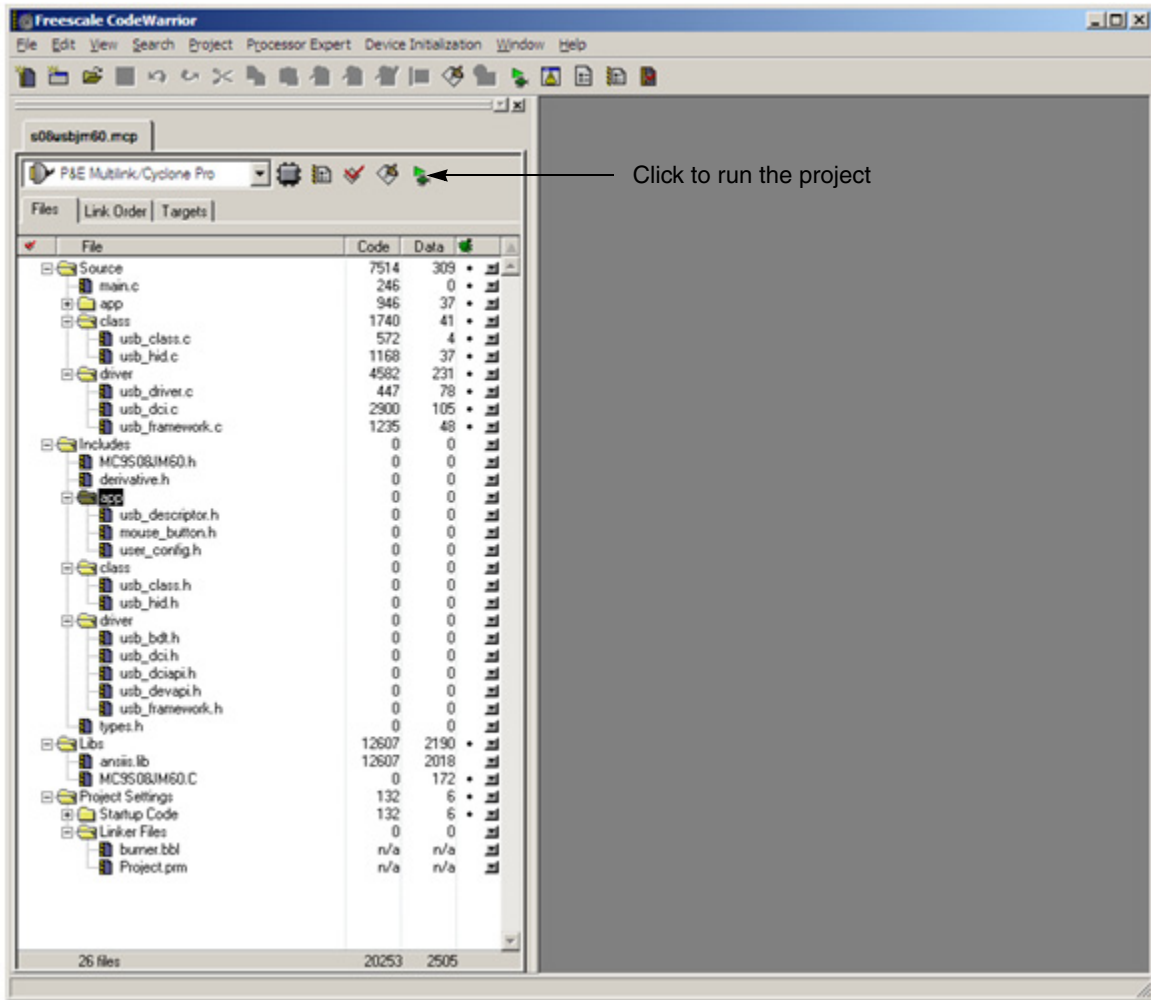 Freescale CodeWarrior
File Edit View Search Project Processor Expert Device Initialization Window Help
s08usbjm60.mcp
P&E Multilink/Cyclone Pro
Click to run the project
Files Link Order Targets
File Code Data
Source 7514 309
main.c 246 0
app 946 37
class 1740 41
usb_class.c 572 4
usb_hid.c 1168 37
driver 4582 231
usb_driver.c 447 78
usb_dci.c 2900 105
usb_framework.c 1235 48
Includes 0 0
MC9S08JM60.h 0 0
derivative.h 0 0
app 0 0
usb_descriptor.h 0 0
mouse_button.h 0 0
user_config.h 0 0
class 0 0
usb_class.h 0 0
usb_hid.h 0 0
driver 0 0
usb_bdt.h 0 0
usb_dci.h 0 0
usb_dciapi.h 0 0
usb_devapi.h 0 0
usb_framework.h 0 0
types.h 0 0
Libs 12607 2190
ansiis.lib 12607 2018
MC9S08JM60.C 0 172
Project Settings 132 6
Startup Code 132 6
Linker Files 0 0
burner.bbl n/a n/a
Project.prm n/a n/a
26 files 20253 2505